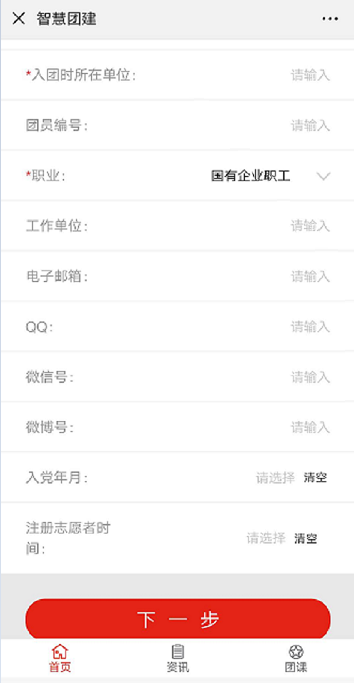 智慧团建
*入团时所在单位： 请输入
团员编号： 请输入
*职业： 国有企业职工
工作单位： 请输入
电子邮箱： 请输入
QQ： 请输入
微信号： 请输入
微博号： 请输入
入党年月： 请选择 清空
注册志愿者时
间： 请选择 清空
下一步
首页 资讯 团课